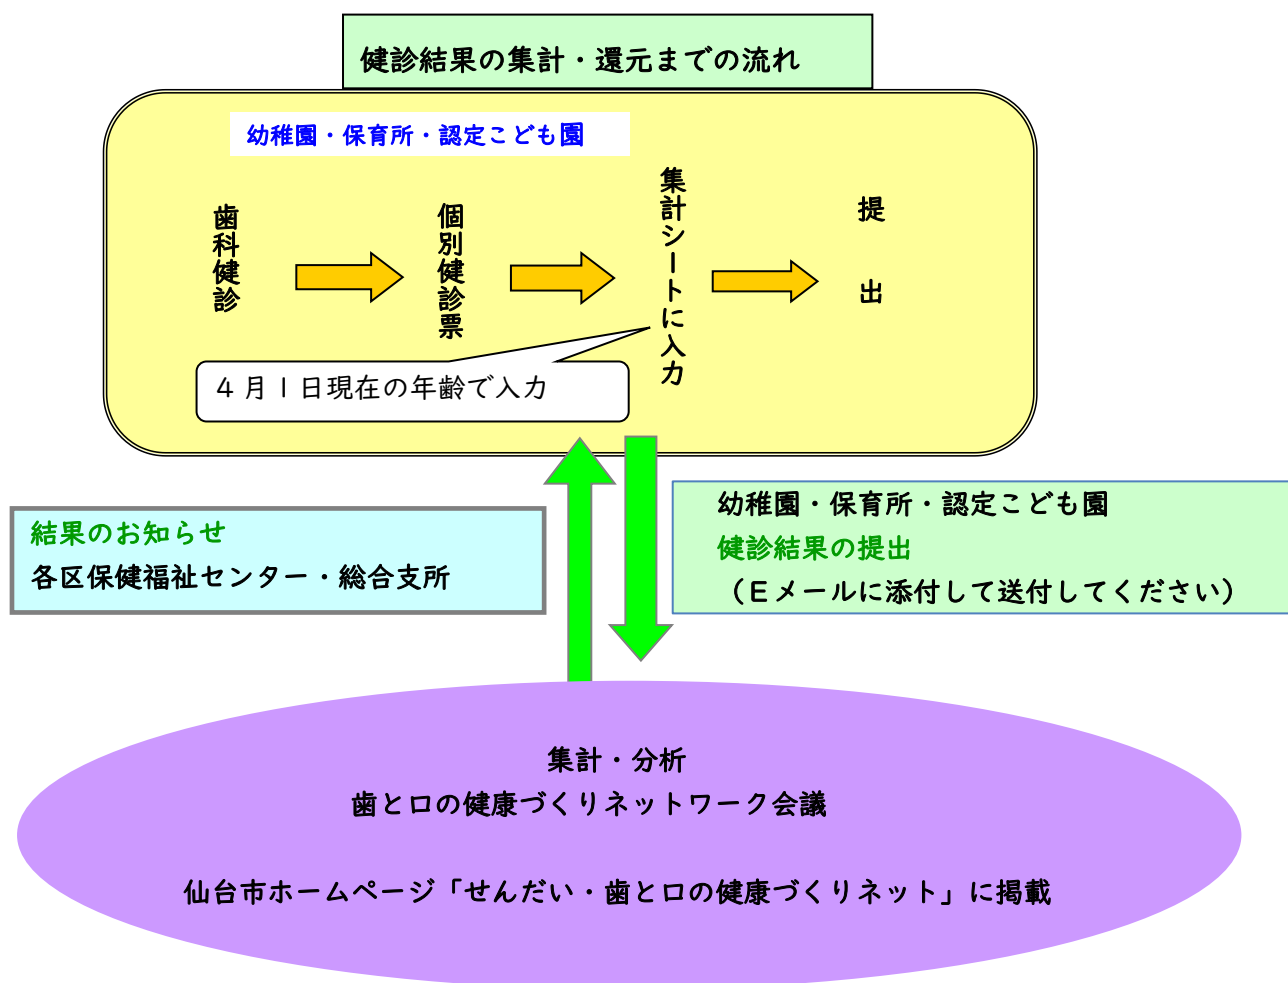 健診結果の集計・還元までの流れ
幼稚園・保育所・認定こども園
歯科健診
個別健診票
集計シートに入力
提出
４月１日現在の年齢で入力
結果のお知らせ
各区保健福祉センター・総合支所
幼稚園・保育所・認定こども園
健診結果の提出
（Ｅメールに添付して送付してください）
集計・分析
歯と口の健康づくりネットワーク会議
仙台市ホームページ「せんだい・歯と口の健康づくりネット」に掲載